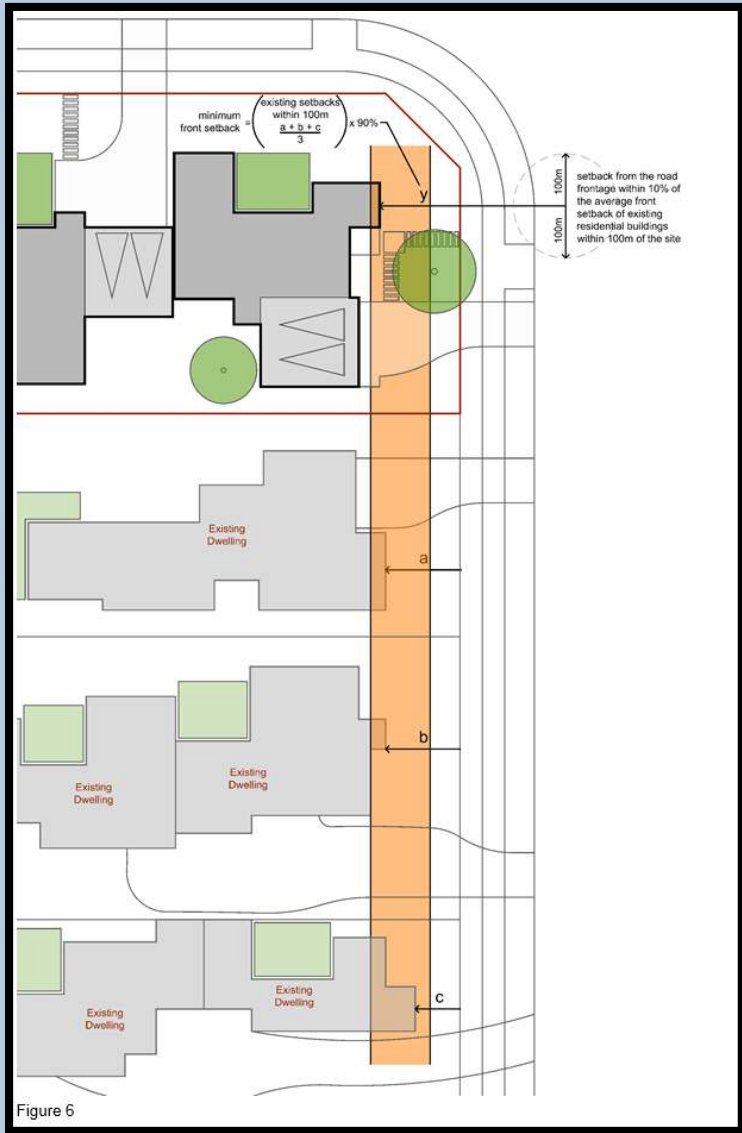 minimum
front setback
=
existing setbacks
within 100m
a + b + c
3
x 90%
y
100m
100m
setback from the road
frontage within 10% of
the average front
setback of existing
residential buildings
within 100m of the site
Existing
Dwelling
a
b
Existing
Dwelling
Existing
Dwelling
c
Existing
Dwelling
Existing
Dwelling
Figure 6